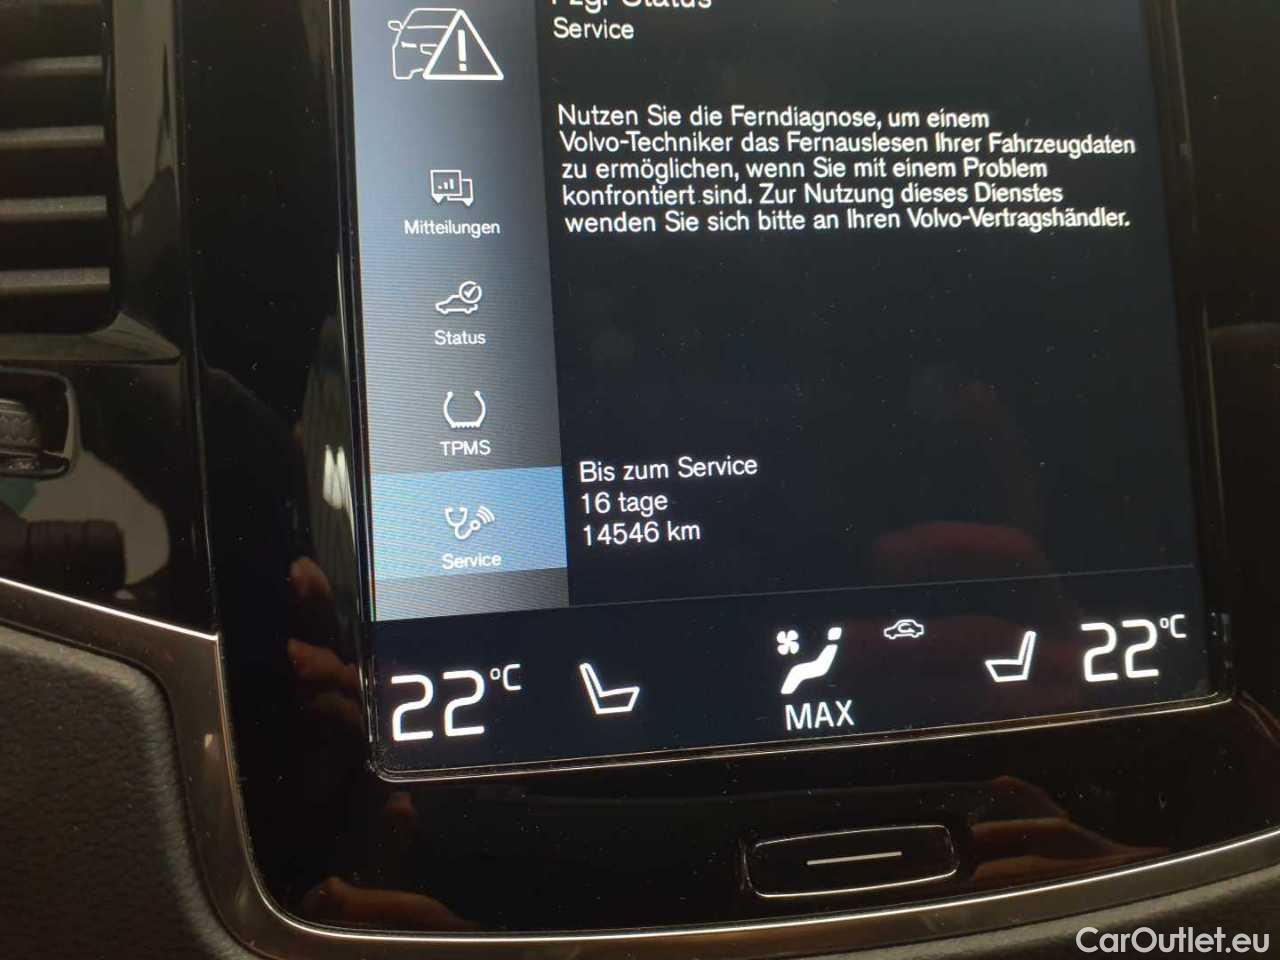 Fzg. Status
Service
Nutzen Sie die Ferndiagnose, um einem
Volvo-Techniker das Fernauslesen Ihrer Fahrzeugdaten
zu ermöglichen, wenn Sie mit einem Problem
konfrontiert sind. Zur Nutzung dieses Dienstes
wenden Sie sich bitte an Ihren Volvo-Vertragshändler.
Mitteilungen
Status
TPMS
Service
Bis zum Service
16 tage
14546 km
22 °C
MAX
22 °C
CarOutlet.eu